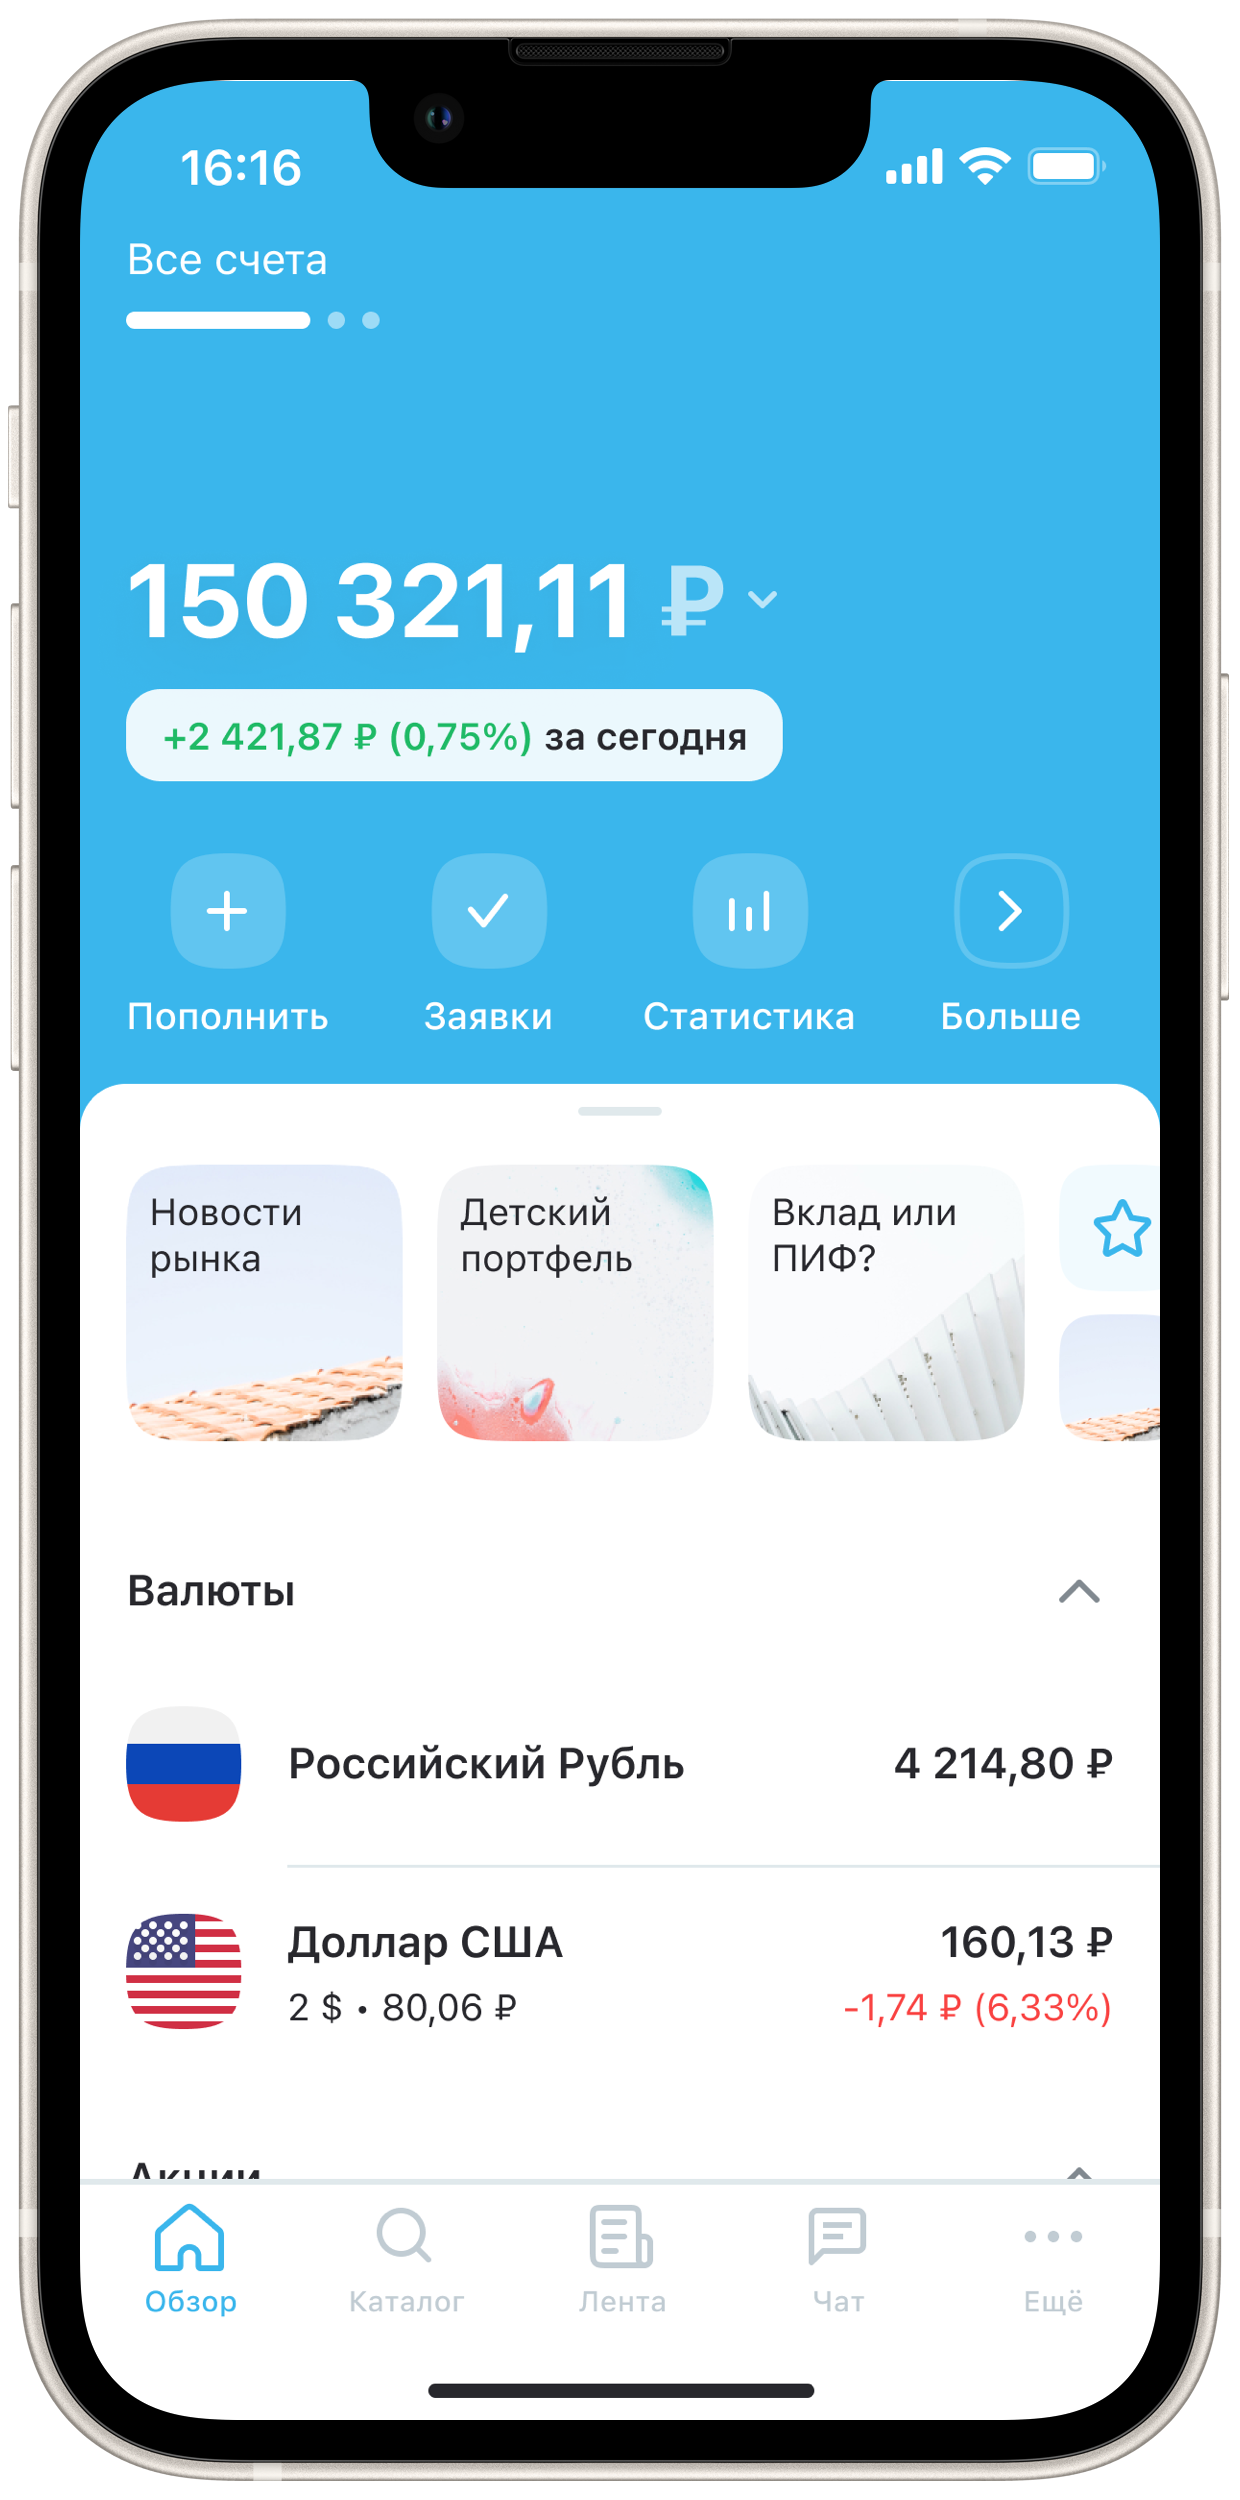 16:16
Все счета
150 321,11 ₽
+2 421,87 ₽ (0,75%) за сегодня
Пополнить
Заявки
Статистика
Больше
Новости
рынка
Детский
портфель
Вклад или
ПИФ?
Валюты
Российский Рубль
4 214,80 ₽
Доллар США
160,13 ₽
2 $ • 80,06 ₽
-1,74 ₽ (6,33%)
Акции
Обзор
Каталог
Лента
Чат
Ещё